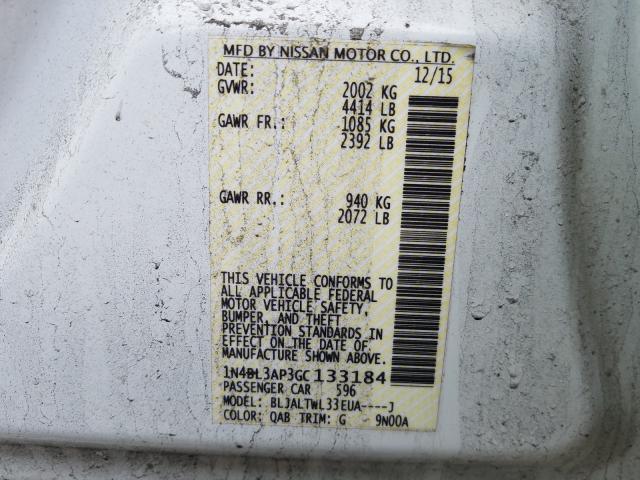 MFD BY NISSAN MOTOR CO., LTD.
DATE: 12/15
GVWR: 2002 KG
4414 LB
GAWR FR.: 1085 KG
2392 LB
GAWR RR.: 940 KG
2072 LB
THIS VEHICLE CONFORMS TO
ALL APPLICABLE FEDERAL
MOTOR VEHICLE SAFETY,
BUMPER, AND THEFT
PREVENTION STANDARDS IN
EFFECT ON THE DATE OF
MANUFACTURE SHOWN ABOVE.
1N4BL3AP3GC133184
PASSENGER CAR 596
MODEL: BLJALTWL33EUA----J
COLOR: QAB TRIM: G 9N00A